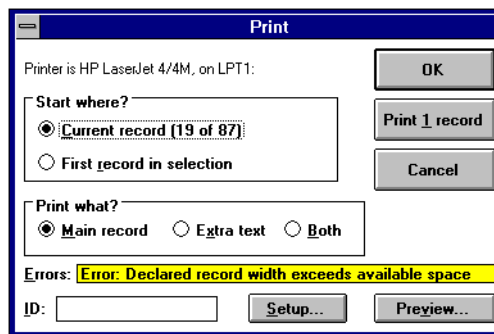 Print
Printer is HP LaserJet 4/4M, on LPT1:
OK
Start where?
Current record (19 of 87)
Print 1 record
First record in selection
Cancel
Print what?
Main record Extra text Both
Errors: Error: Declared record width exceeds available space
ID: Setup... Preview...